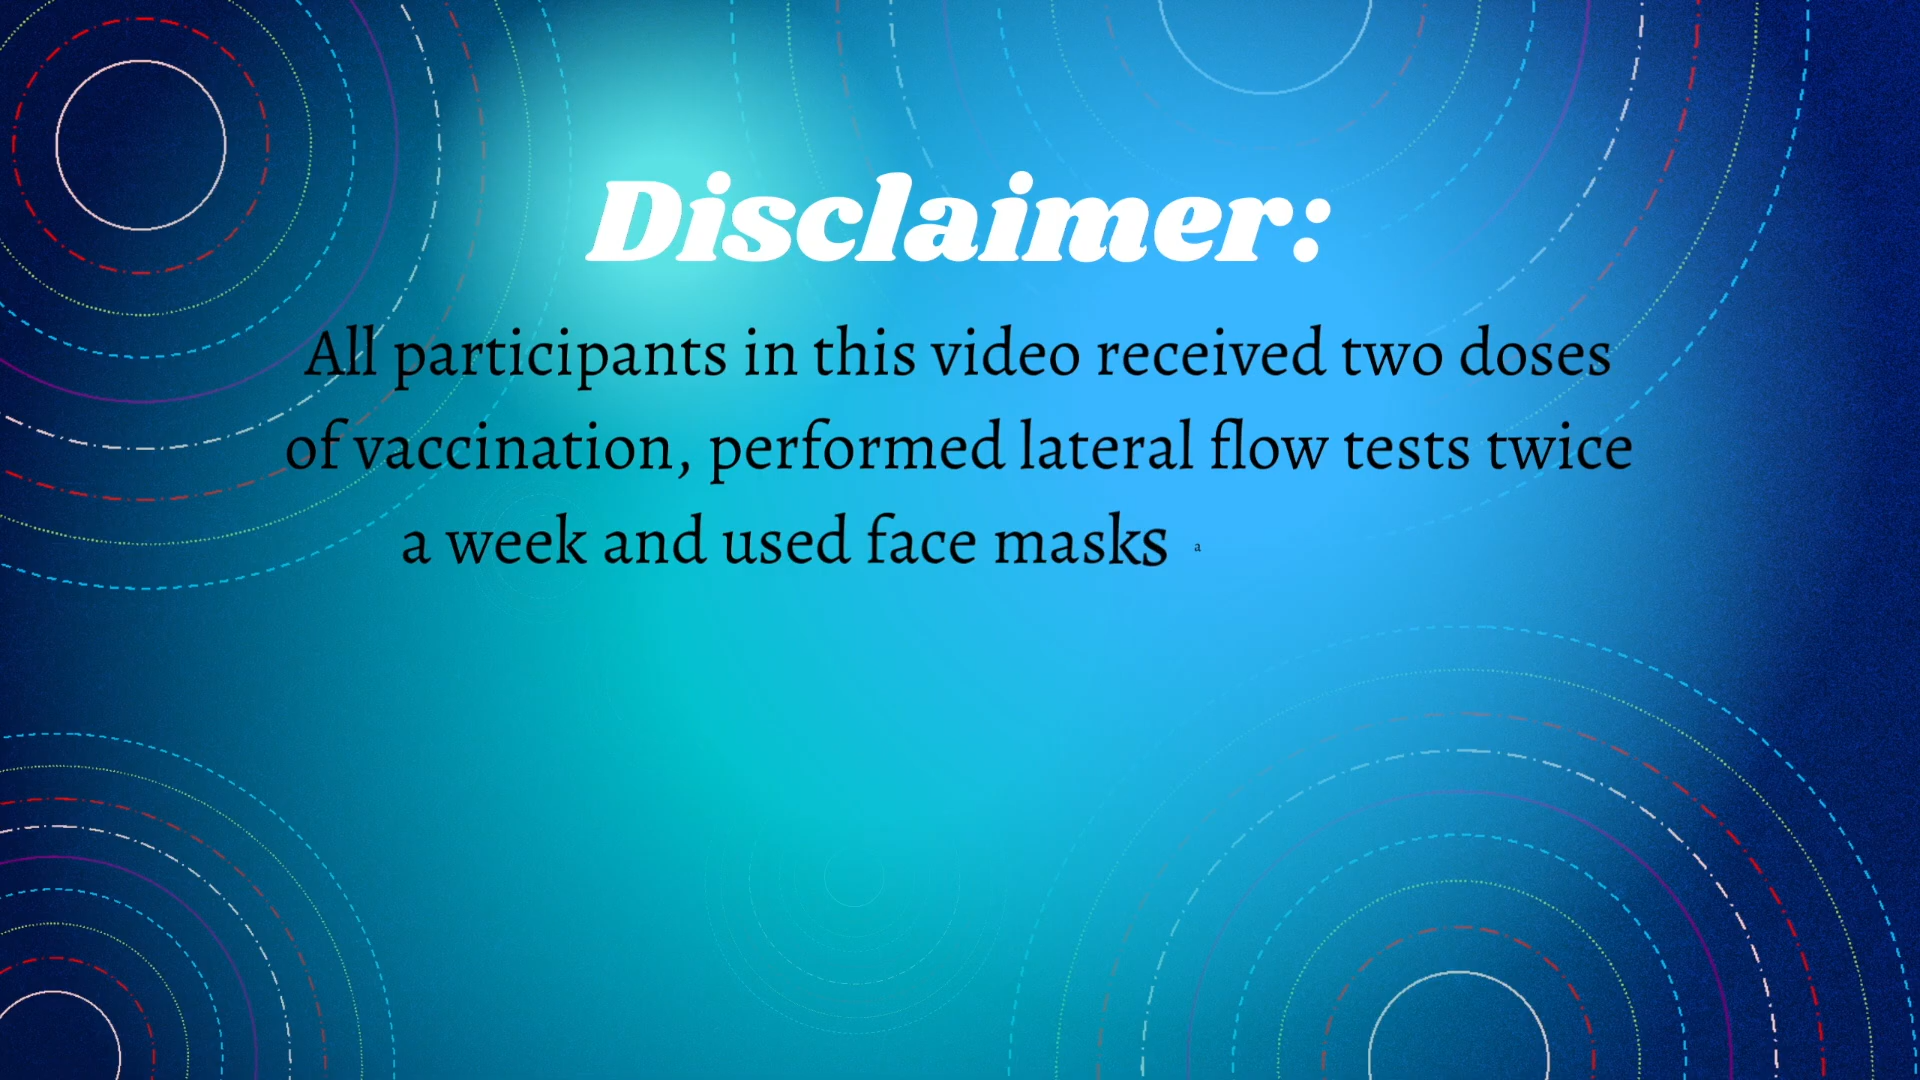 Disclaimer:
All participants in this video received two doses
of vaccination, performed lateral flow tests twice
a week and used face masks a